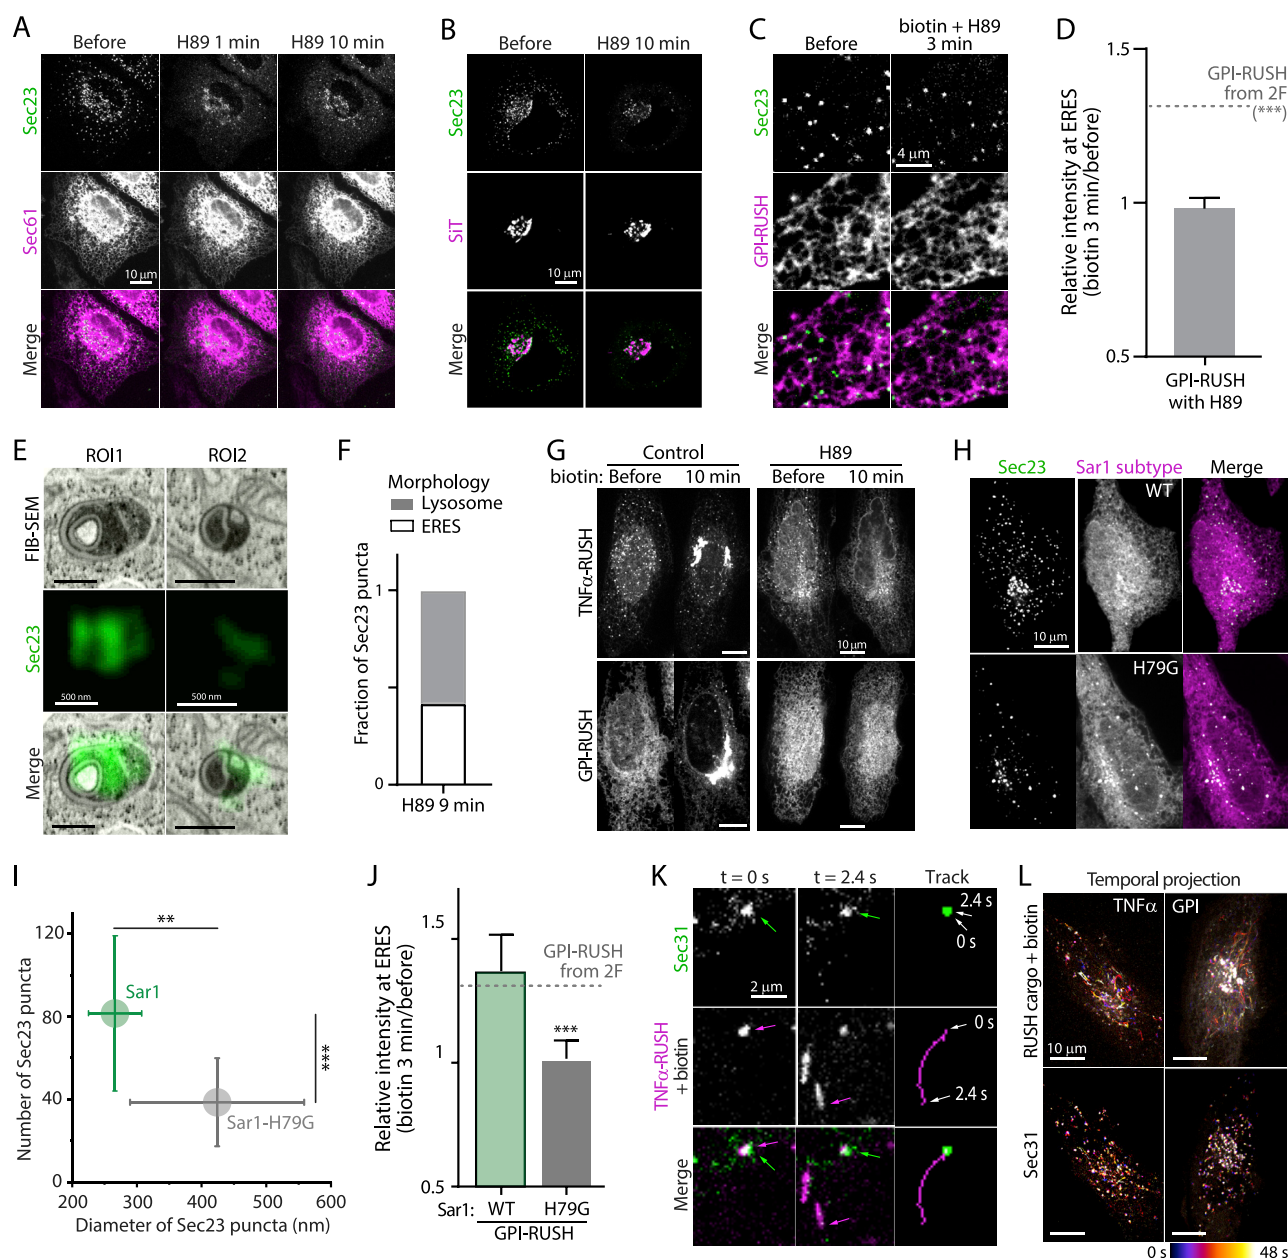 A
Before
H89 1 min
H89 10 min
Sec23
Sec61
10 μm
Merge
B
Before
H89 10 min
Sec23
SiT
10 μm
Merge
C
Before
biotin + H89
3 min
Sec23
4 μm
GPI-RUSH
Merge
D
Relative intensity at ERES
(biotin 3 min/before)
1.5
1
0.5
GPI-RUSH
from 2F
(***)
GPI-RUSH
with H89
E
ROI1
ROI2
FIB-SEM
Sec23
500 nm
500 nm
Merge
F
Morphology
Lysosome
ERES
Fraction of Sec23 puncta
1
0
H89 9 min
G
Control
H89
biotin:
Before
10 min
Before
10 min
TNFα-RUSH
10 μm
GPI-RUSH
H
Sec23
Sar1 subtype
Merge
WT
10 μm
H79G
I
Number of Sec23 puncta
120
80
40
0
**
***
Sar1
Sar1-H79G
200
300
400
500
600
Diameter of Sec23 puncta (nm)
J
Relative intensity at ERES
(biotin 3 min/before)
1.5
1
0.5
GPI-RUSH
from 2F
***
Sar1:
WT
H79G
GPI-RUSH
K
t = 0 s
t = 2.4 s
Track
Sec31
2 μm
2.4 s
0 s
TNFα-RUSH
+ biotin
0 s
2.4 s
Merge
L
Temporal projection
TNFα
GPI
RUSH cargo + biotin
10 μm
Sec31
0 s
48 s